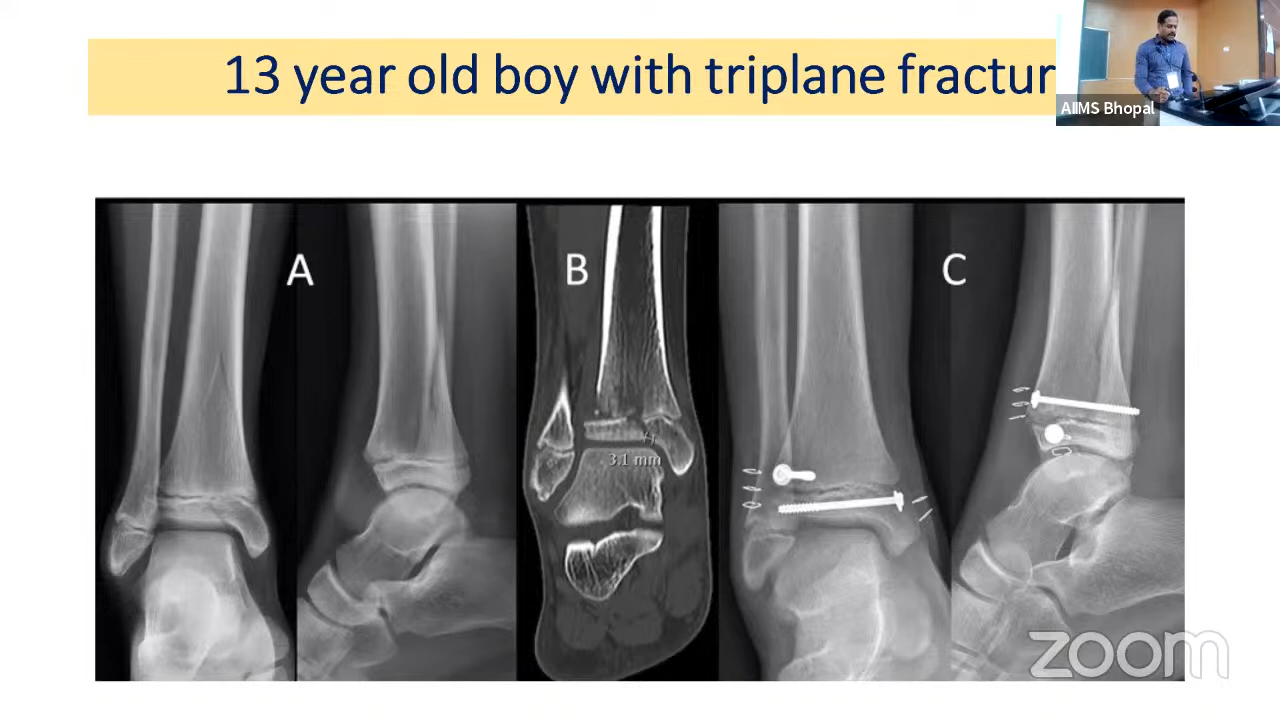 13 year old boy with triplane fractur
AIIMS Bhopal
A
B
C
3.1 mm
zoom